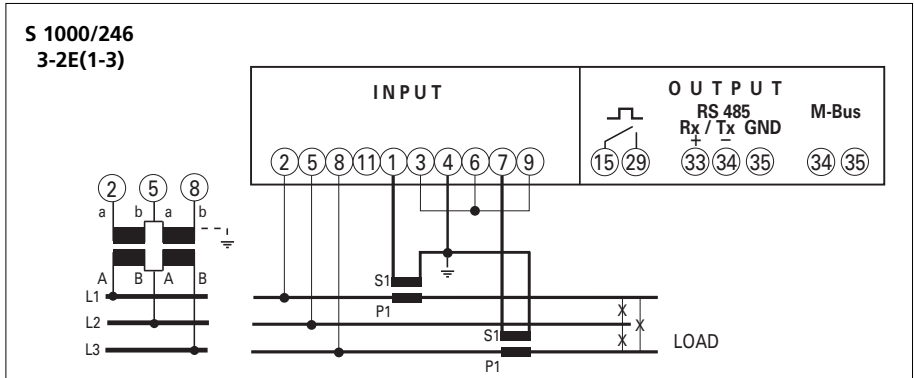 S 1000/246
3-2E(1-3)
INPUT
OUTPUT
RS 485
Rx / Tx GND
+ −
M-Bus
2 5 8 11 1 3 4 6 7 9
15 29 33 34 35 34 35
2 5 8
a b a b
A B A B
L1
L2
L3
S1
P1
S1
P1
X
X
X
LOAD